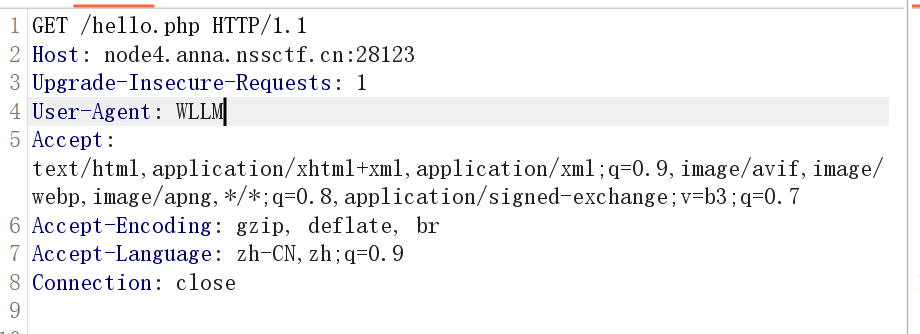 1 GET /hello.php HTTP/1.1
2 Host: node4.anna.nssctf.cn:28123
3 Upgrade-Insecure-Requests: 1
4 User-Agent: WLLM
5 Accept:
text/html,application/xhtml+xml,application/xml;q=0.9,image/avif,image/
webp,image/apng,*/*;q=0.8,application/signed-exchange;v=b3;q=0.7
6 Accept-Encoding: gzip, deflate, br
7 Accept-Language: zh-CN,zh;q=0.9
8 Connection: close
9